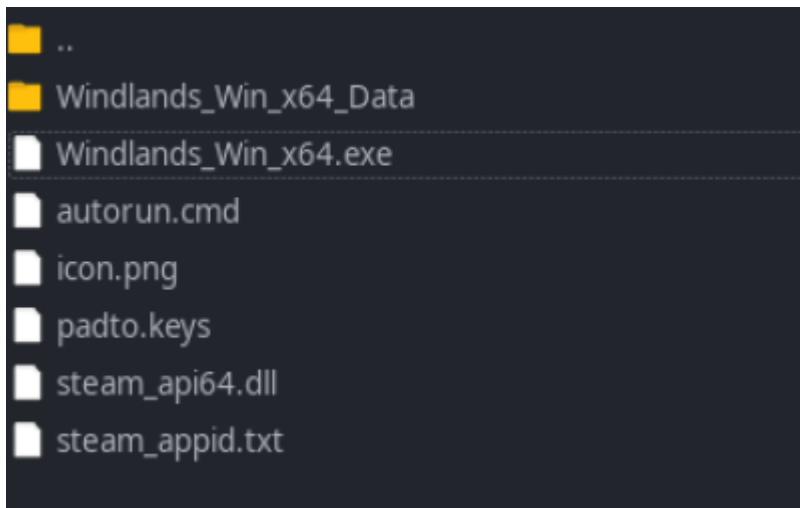 ..
Windlands_Win_x64_Data
Windlands_Win_x64.exe
autorun.cmd
icon.png
padto.keys
steam_api64.dll
steam_appid.txt